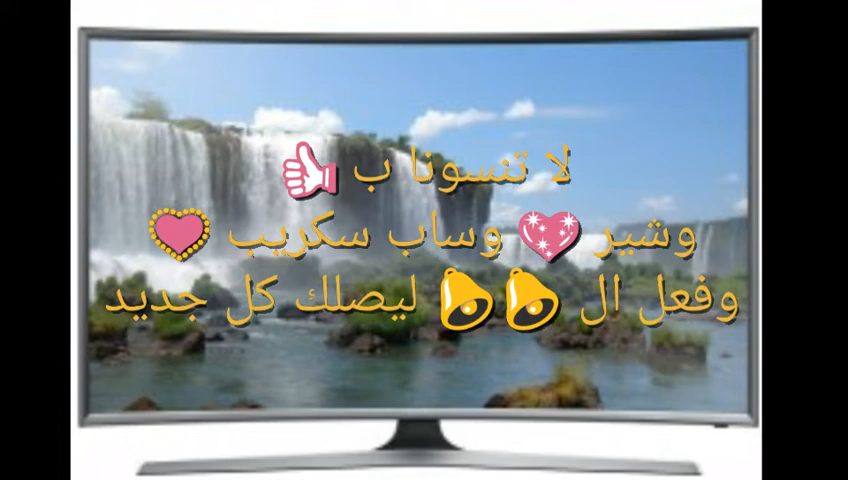 لا تنسونا ب 👍
وشير 💖 وساب سكريب 💟
وفعل ال 🔔🔔 ليصلك كل جديد